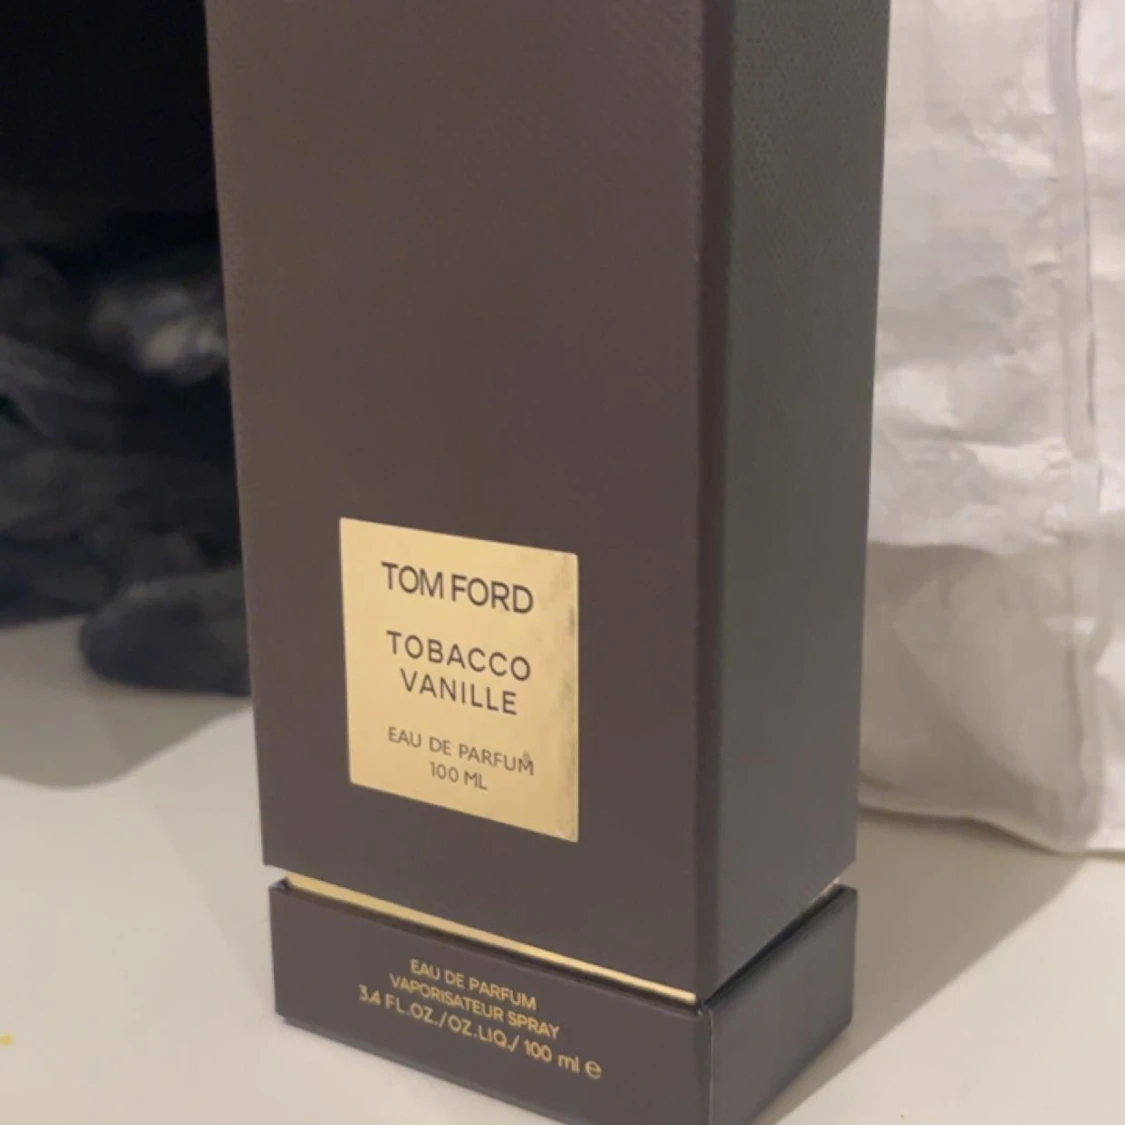 TOM FORD
TOBACCO
VANILLE
EAU DE PARFUM
100 ML
EAU DE PARFUM
VAPORISATEUR SPRAY
3.4 FL.OZ./OZ.LIQ./ 100 ml ℮